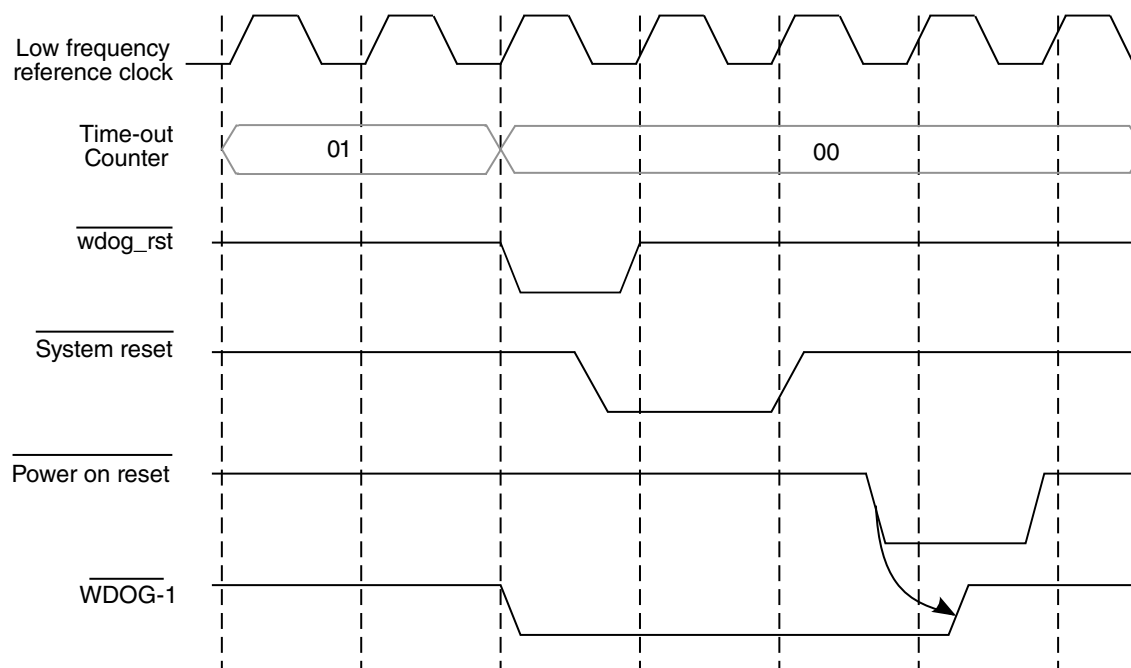 Low frequency
reference clock
Time-out
Counter
01
00
wdog_rst
System reset
Power on reset
WDOG-1